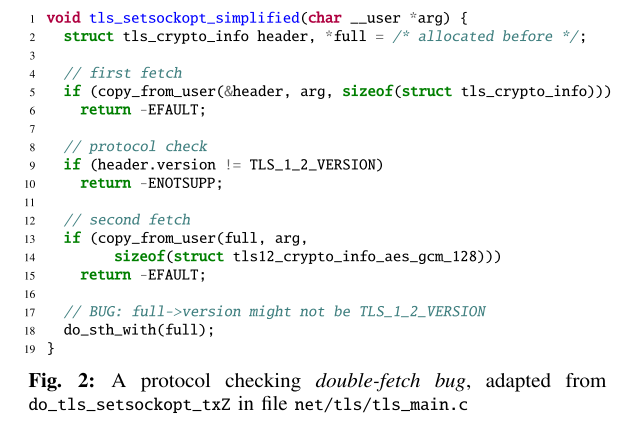 1 void tls_setsockopt_simplified(char __user *arg) {
2   struct tls_crypto_info header, *full = /* allocated before */;
3
4   // first fetch
5   if (copy_from_user(&header, arg, sizeof(struct tls_crypto_info)))
6     return -EFAULT;
7
8   // protocol check
9   if (header.version != TLS_1_2_VERSION)
10     return -ENOTSUPP;
11
12   // second fetch
13   if (copy_from_user(full, arg,
14         sizeof(struct tls12_crypto_info_aes_gcm_128)))
15     return -EFAULT;
16
17   // BUG: full->version might not be TLS_1_2_VERSION
18   do_sth_with(full);
19 }
Fig. 2: A protocol checking double-fetch bug, adapted from
do_tls_setsockopt_txZ in file net/tls/tls_main.c